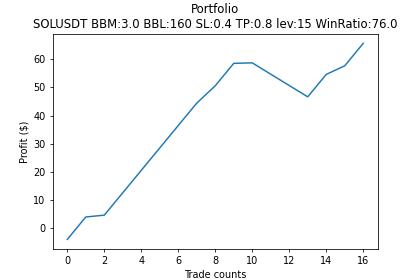 Portfolio
SOLUSDT BBM:3.0 BBL:160 SL:0.4 TP:0.8 lev:15 WinRatio:76.0
Profit ($)
60
50
40
30
20
10
0
0 2 4 6 8 10 12 14 16
Trade counts